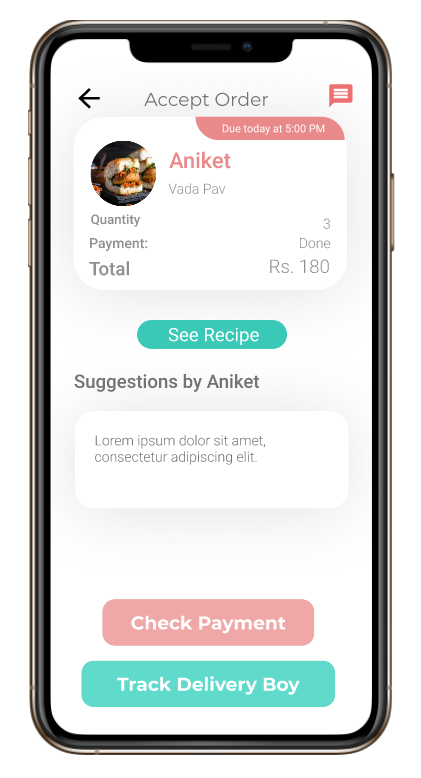 Accept Order
Due today at 5:00 PM
Aniket
Vada Pav
Quantity 3
Payment: Done
Total Rs. 180
See Recipe
Suggestions by Aniket
Lorem ipsum dolor sit amet,
consectetur adipiscing elit.
Check Payment
Track Delivery Boy